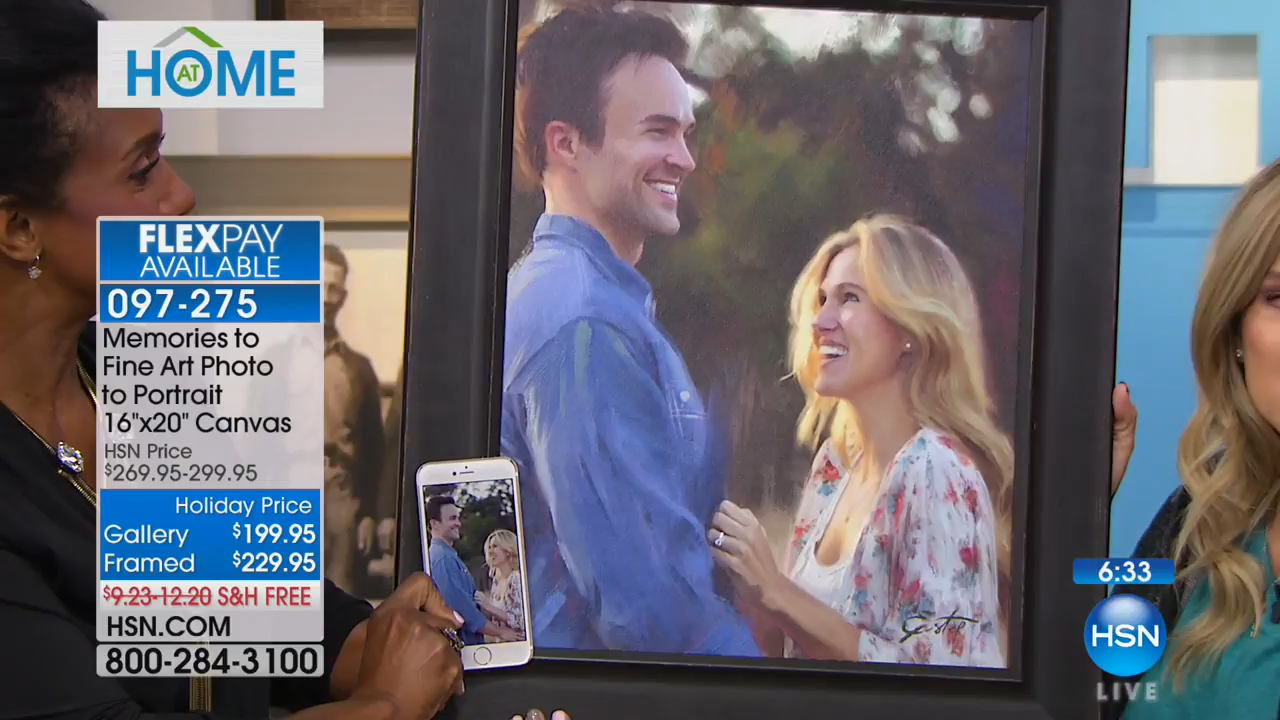 AT
HOME
FLEXPAY
AVAILABLE
097-275
Memories to
Fine Art Photo
to Portrait
16"x20" Canvas
HSN Price
$269.95-299.95
Holiday Price
Gallery $199.95
Framed $229.95
$9.23-12.20 S&H FREE
HSN.COM
800-284-3100
6:33
HSN
LIVE